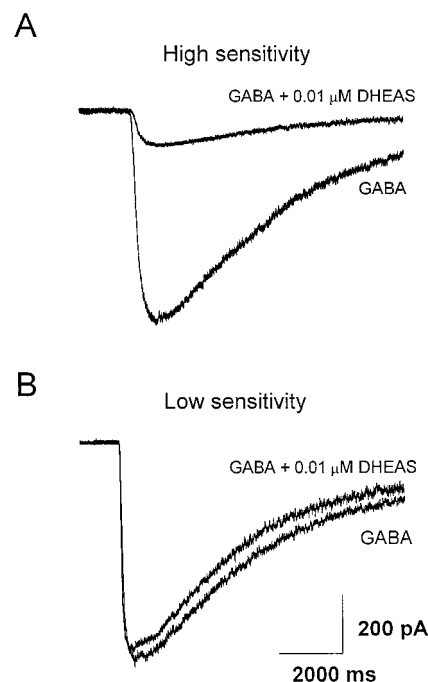 A
High sensitivity
GABA + 0.01 μM DHEAS
GABA
B
Low sensitivity
GABA + 0.01 μM DHEAS
GABA
200 pA
2000 ms